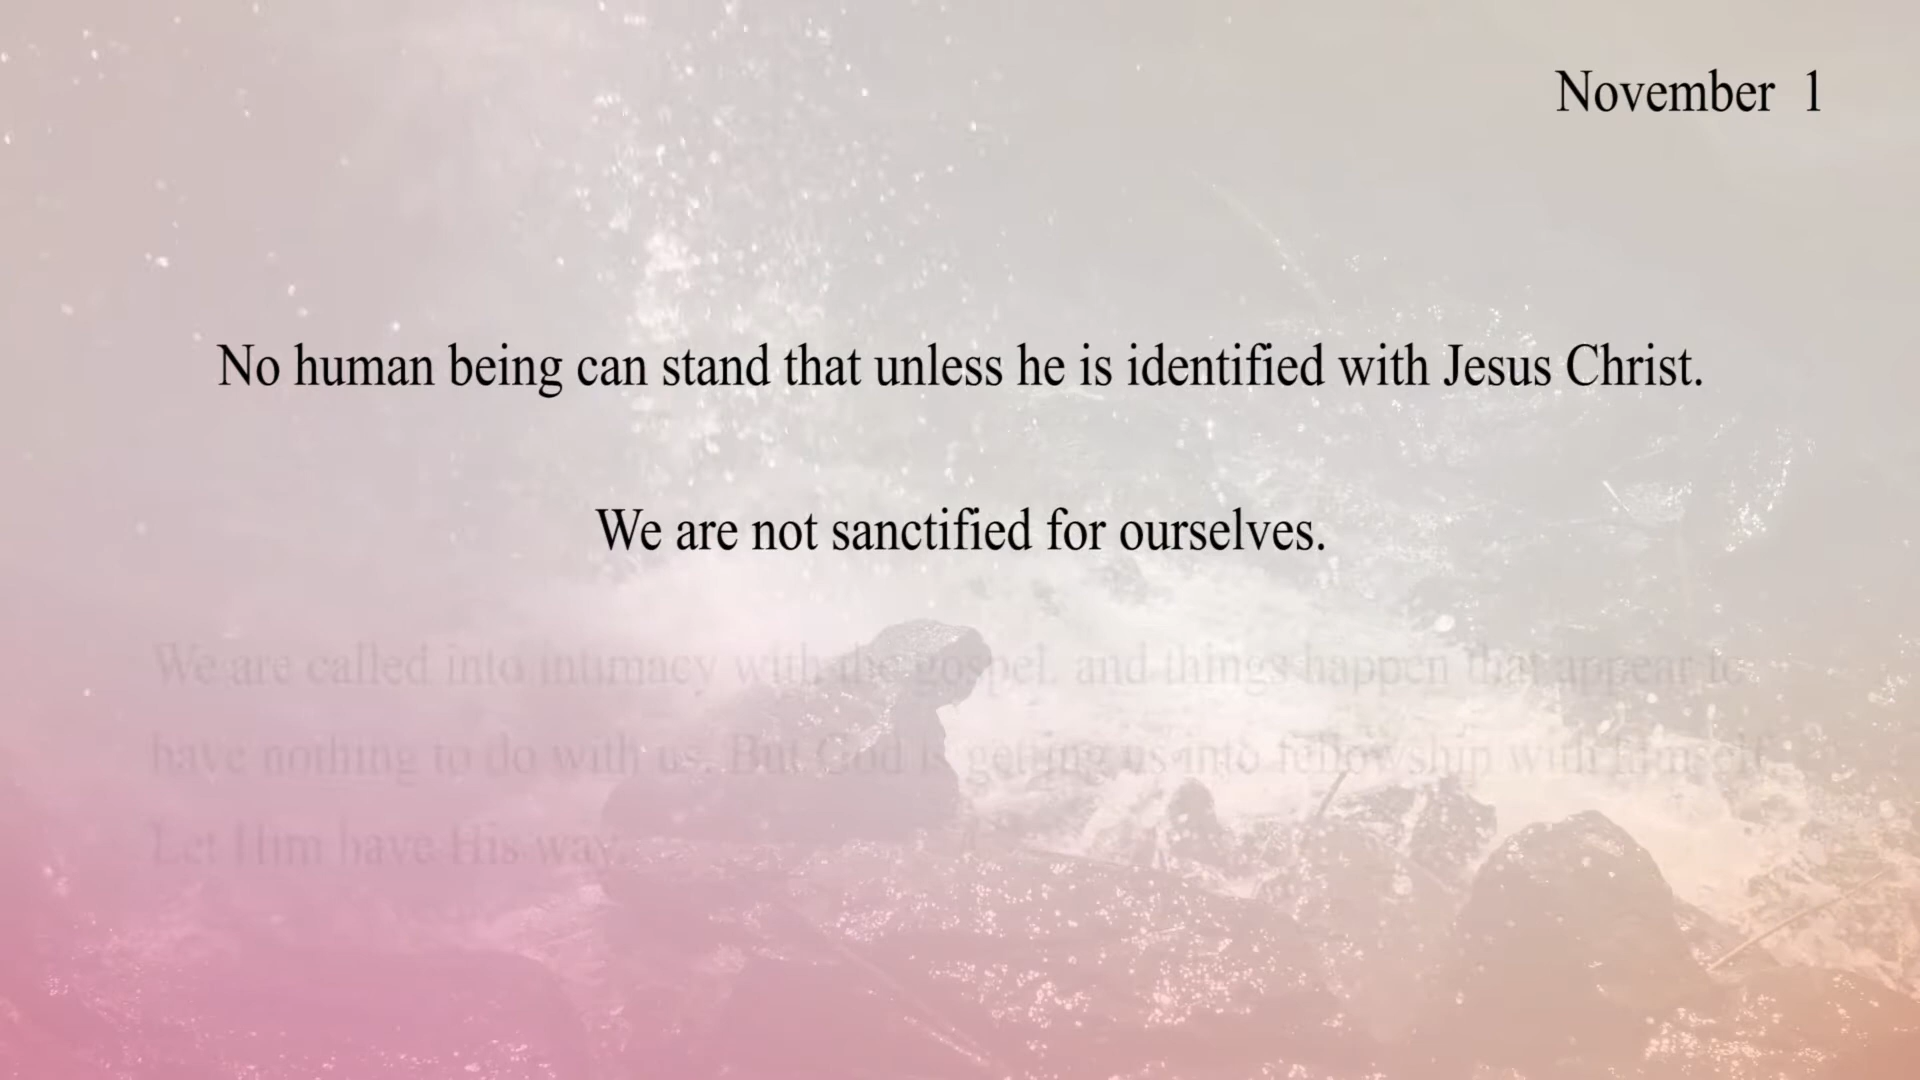 November 1
No human being can stand that unless he is identified with Jesus Christ.
We are not sanctified for ourselves.
We are called into intimacy with the gospel, and things happen that appear to
have nothing to do with us. But God is getting us into fellowship with himself.
Let Him have His way.